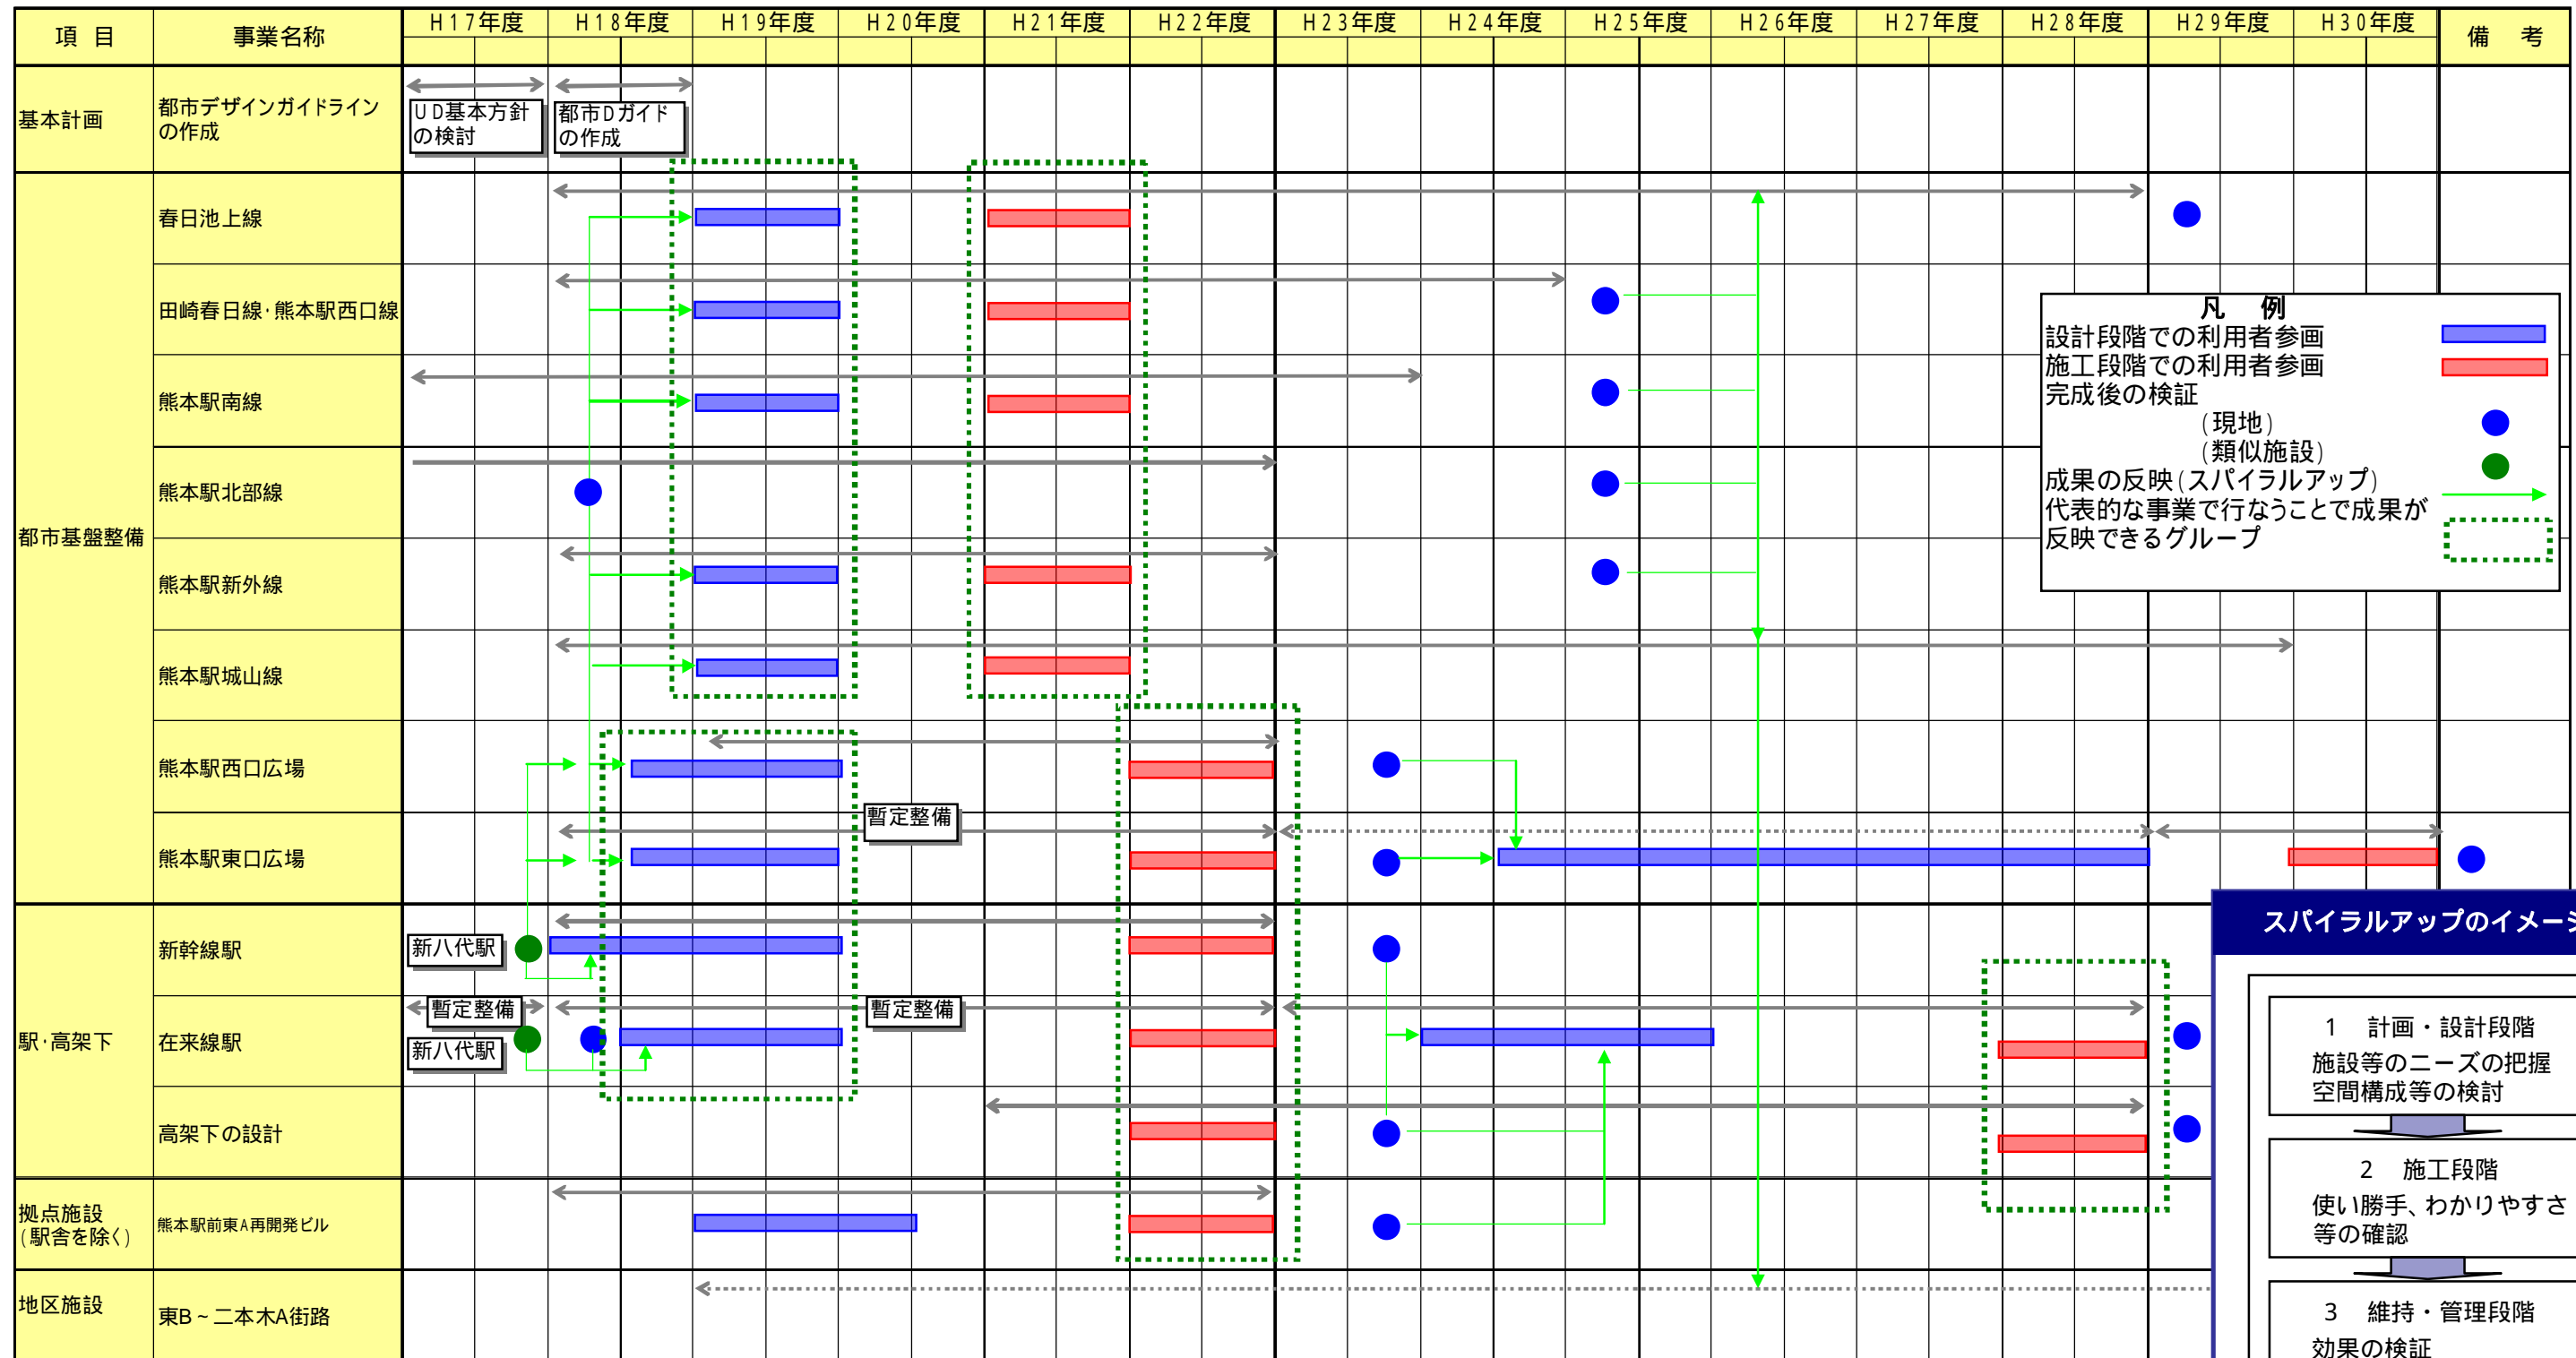 項 目 事業名称 H17年度 H18年度 H19年度 H20年度 H21年度 H22年度 H23年度 H24年度 H25年度 H26年度 H27年度 H28年度 H29年度 H30年度 備 考
基本計画
都市デザインガイドライン
の作成
UD基本方針
の検討
都市Dガイド
の作成
都市基盤整備
春日池上線
田崎春日線・熊本駅西口線
熊本駅南線
熊本駅北部線
熊本駅新外線
熊本駅城山線
熊本駅西口広場
熊本駅東口広場
暫定整備
凡 例
設計段階での利用者参画
施工段階での利用者参画
完成後の検証
(現地)
(類似施設)
成果の反映(スパイラルアップ)
代表的な事業で行なうことで成果が
反映できるグループ
駅・高架下
新幹線駅
新八代駅
在来線駅
暫定整備
新八代駅
暫定整備
高架下の設計
拠点施設
(駅舎を除く)
熊本駅前東A再開発ビル
地区施設
東B~二本木A街路
スパイラルアップのイメージ
1 計画・設計段階
施設等のニーズの把握
空間構成等の検討
2 施工段階
使い勝手、わかりやすさ
等の確認
3 維持・管理段階
効果の検証